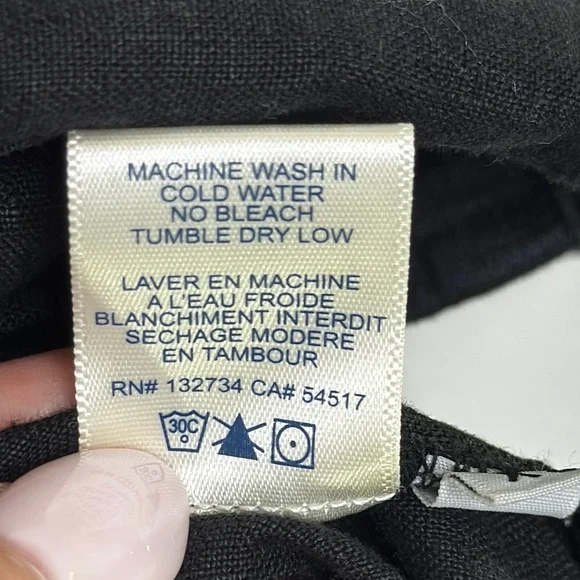 MACHINE WASH IN
COLD WATER
NO BLEACH
TUMBLE DRY LOW
LAVER EN MACHINE
A L'EAU FROIDE
BLANCHIMENT INTERDIT
SECHAGE MODERE
EN TAMBOUR
RN# 132734 CA# 54517
30C